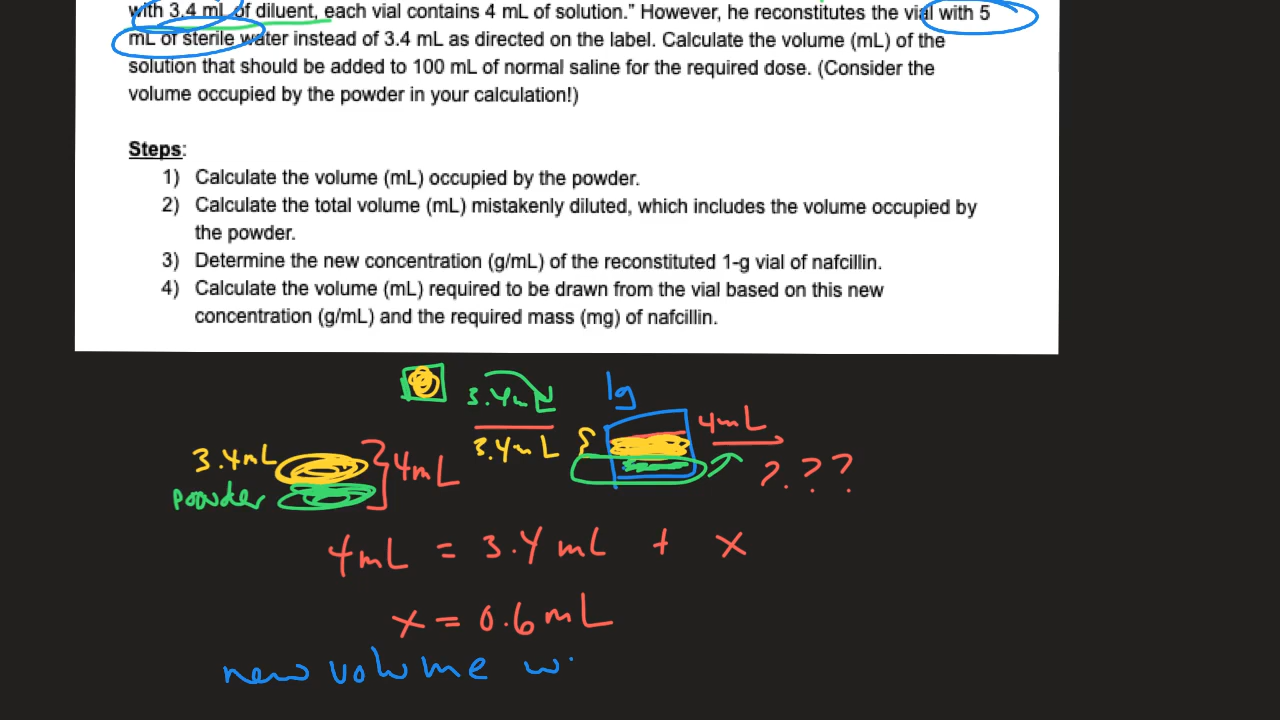 with 3.4 mL of diluent, each vial contains 4 mL of solution.” However, he reconstitutes the vial with 5
mL of sterile water instead of 3.4 mL as directed on the label. Calculate the volume (mL) of the
solution that should be added to 100 mL of normal saline for the required dose. (Consider the
volume occupied by the powder in your calculation!)
Steps:
1) Calculate the volume (mL) occupied by the powder.
2) Calculate the total volume (mL) mistakenly diluted, which includes the volume occupied by
the powder.
3) Determine the new concentration (g/mL) of the reconstituted 1-g vial of nafcillin.
4) Calculate the volume (mL) required to be drawn from the vial based on this new
concentration (g/mL) and the required mass (mg) of nafcillin.
3.4mL
1g
4mL
3.4mL
3.4mL
4mL
???
powder
4mL = 3.4mL + x
x = 0.6mL
new volume w